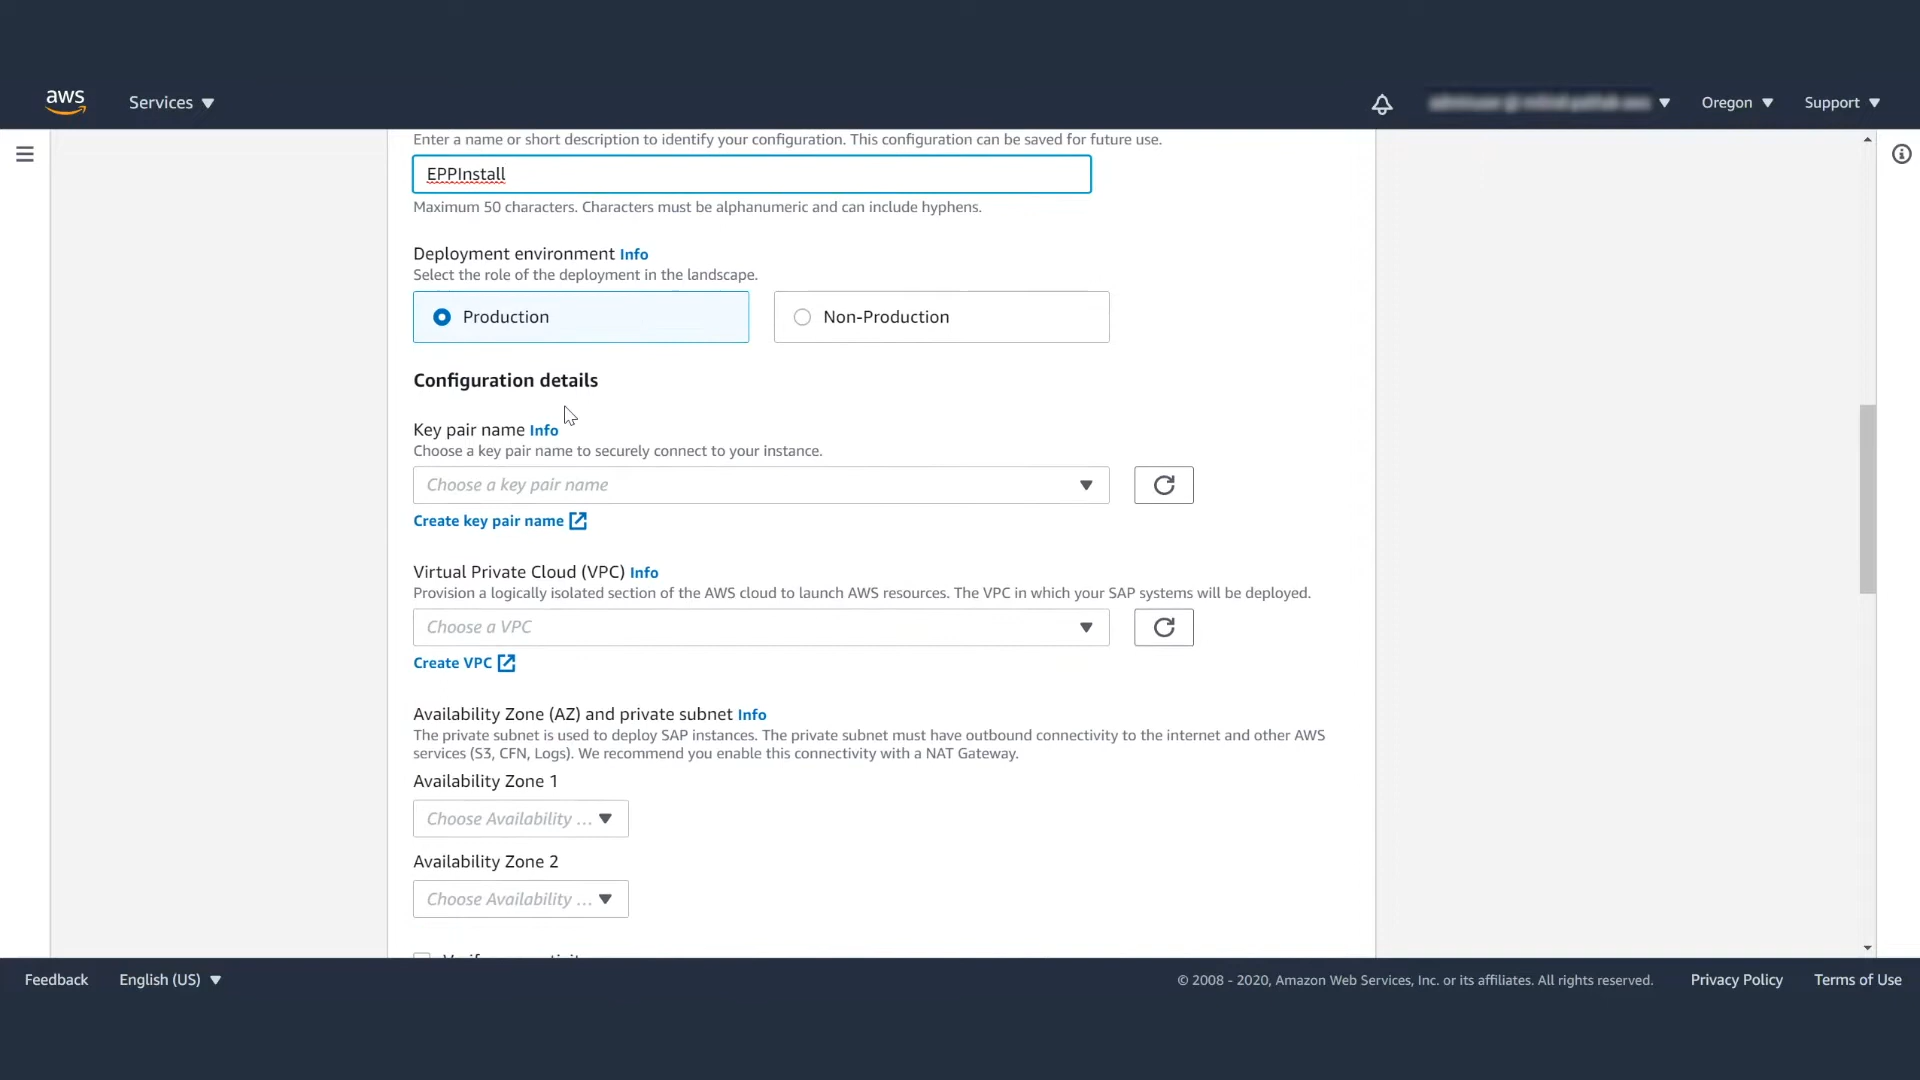 aws
Services
Oregon
Support
Enter a name or short description to identify your configuration. This configuration can be saved for future use.
EPPInstall
Maximum 50 characters. Characters must be alphanumeric and can include hyphens.
Deployment environment Info
Select the role of the deployment in the landscape.
Production
Non-Production
Configuration details
Key pair name Info
Choose a key pair name to securely connect to your instance.
Choose a key pair name
Create key pair name
Virtual Private Cloud (VPC) Info
Provision a logically isolated section of the AWS cloud to launch AWS resources. The VPC in which your SAP systems will be deployed.
Choose a VPC
Create VPC
Availability Zone (AZ) and private subnet Info
The private subnet is used to deploy SAP instances. The private subnet must have outbound connectivity to the internet and other AWS
services (S3, CFN, Logs). We recommend you enable this connectivity with a NAT Gateway.
Availability Zone 1
Choose Availability ...
Availability Zone 2
Choose Availability ...
Feedback
English (US)
© 2008 - 2020, Amazon Web Services, Inc. or its affiliates. All rights reserved.
Privacy Policy
Terms of Use